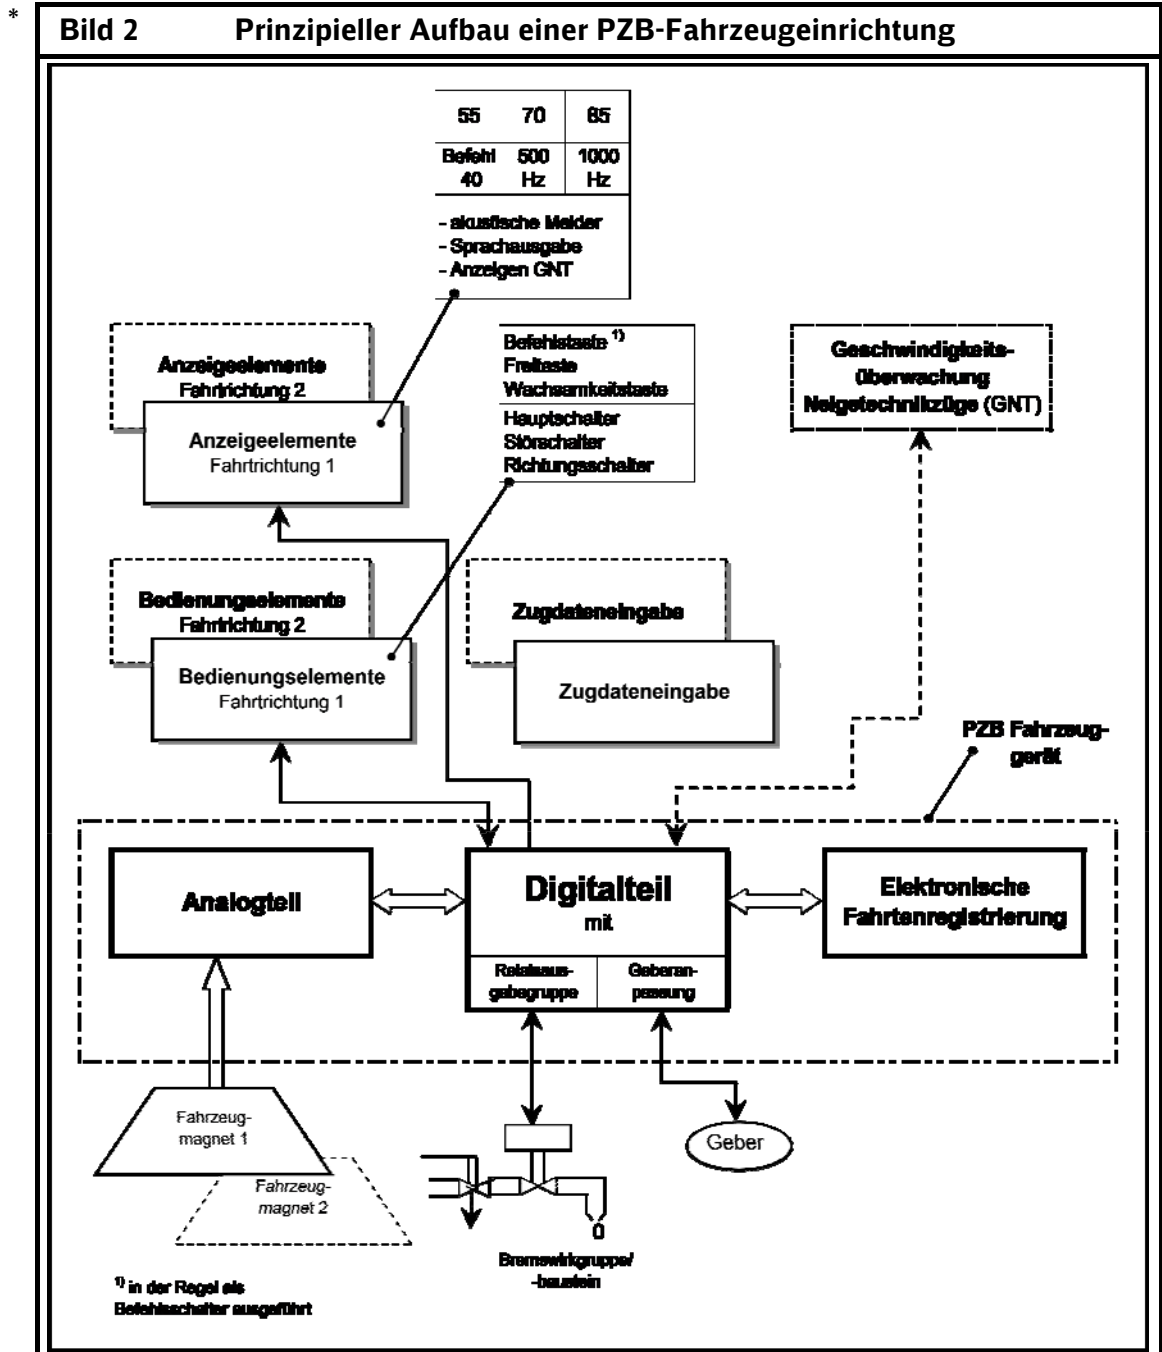 *
Bild 2 Prinzipieller Aufbau einer PZB-Fahrzeugeinrichtung
55 70 85
Befehl 500 1000
40 Hz Hz
- akustische Melder
- Sprachausgabe
- Anzeigen GNT
Anzeigeelemente
Fahrtrichtung 2
Anzeigeelemente
Fahrtrichtung 1
Befehlstaste 1)
Freitaste
Wachsamkeitstaste
Hauptschalter
Störschalter
Richtungsschalter
Geschwindigkeits-
überwachung
Neigetechnikzüge (GNT)
Bedienungselemente
Fahrtrichtung 2
Bedienungselemente
Fahrtrichtung 1
Zugdateneingabe
Zugdateneingabe
PZB Fahrzeug-
gerät
Analogteil
Digitalteil
mit
Relaisaus-
gabegruppe
Geberan-
passung
Elektronische
Fahrtenregistrierung
Fahrzeug-
magnet 1
Fahrzeug-
magnet 2
Geber
Bremswirkgruppe/
-baustein
1) in der Regel als
Befehlsschalter ausgeführt